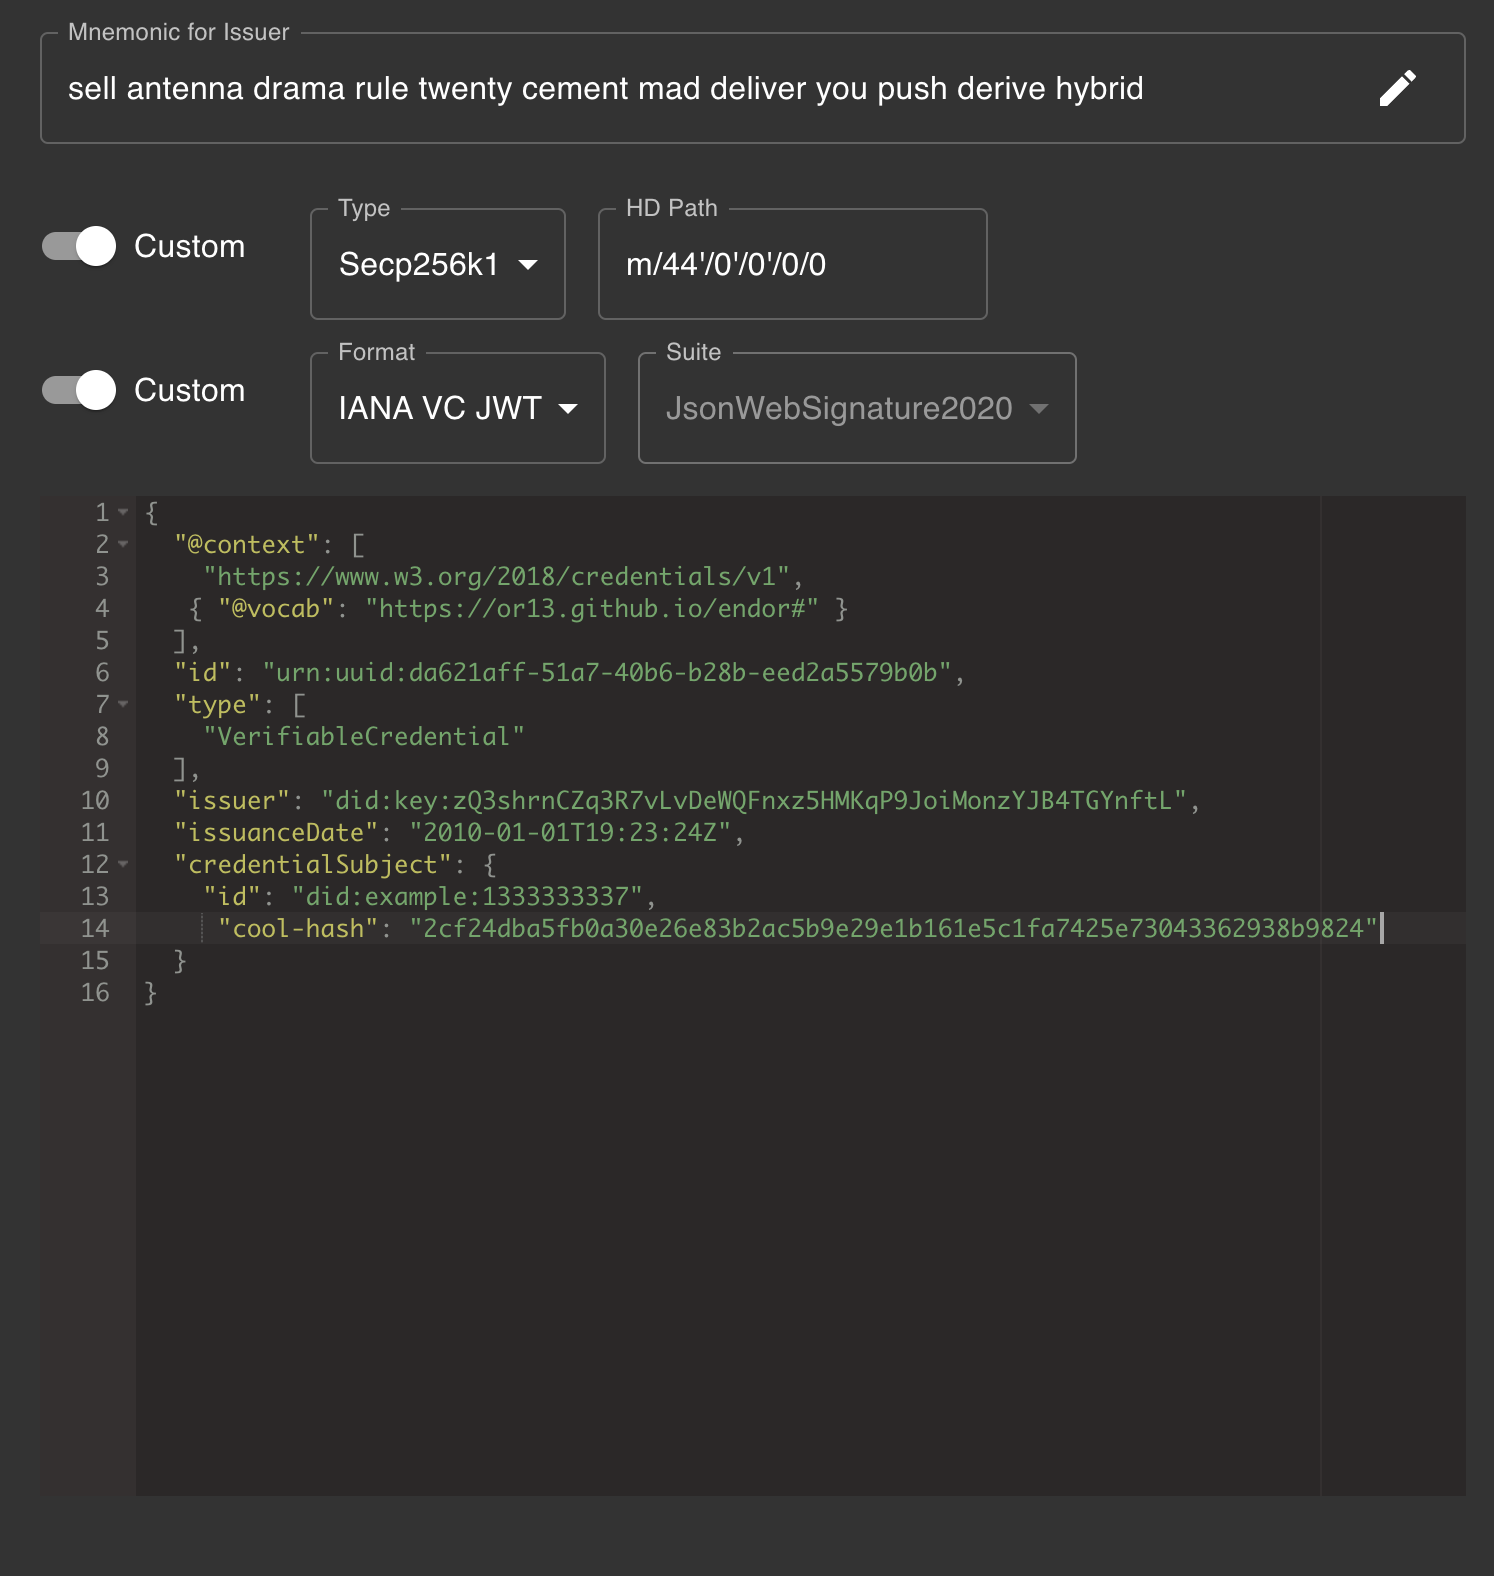 Mnemonic for Issuer
sell antenna drama rule twenty cement mad deliver you push derive hybrid
Custom
Type
Secp256k1
HD Path
m/44'/0'/0'/0/0
Custom
Format
IANA VC JWT
Suite
JsonWebSignature2020
1 {
2 "@context": [
3 "https://www.w3.org/2018/credentials/v1",
4 { "@vocab": "https://or13.github.io/endor#" }
5 ],
6 "id": "urn:uuid:da621aff-51a7-40b6-b28b-eed2a5579b0b",
7 "type": [
8 "VerifiableCredential"
9 ],
10 "issuer": "did:key:zQ3shrnCZq3R7vLvDeWQFnxz5HMKqP9JoiMonzYJB4TGYnftL",
11 "issuanceDate": "2010-01-01T19:23:24Z",
12 "credentialSubject": {
13 "id": "did:example:1333333337",
14 "cool-hash": "2cf24dba5fb0a30e26e83b2ac5b9e29e1b161e5c1fa7425e73043362938b9824"
15 }
16 }